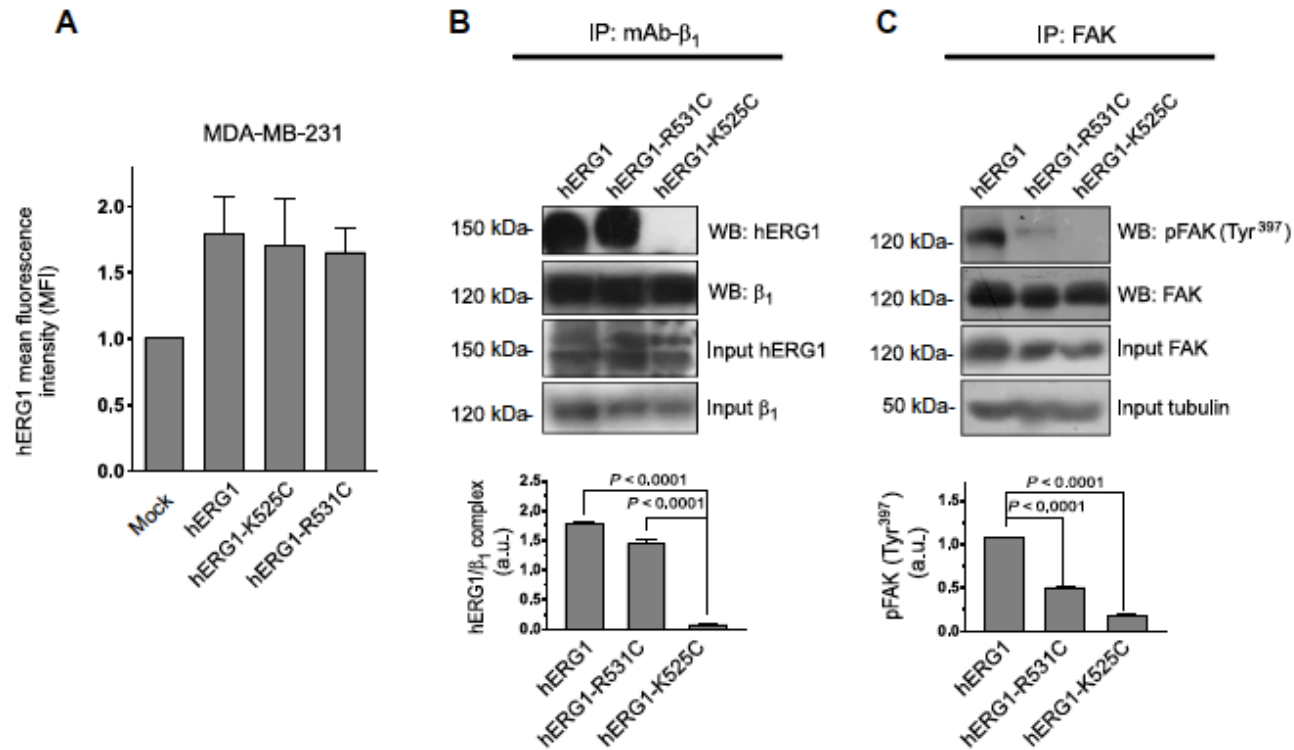 A
MDA-MB-231
hERG1 mean fluorescence
intensity (MFI)
2.0
1.5
1.0
0.5
0.0
Mock
hERG1
hERG1-K525C
hERG1-R531C
B
IP: mAb-β₁
hERG1
hERG1-R531C
hERG1-K525C
150 kDa-
WB: hERG1
120 kDa-
WB: β₁
150 kDa-
Input hERG1
120 kDa-
Input β₁
hERG1/β₁ complex
(a.u.)
2.5
2.0
1.5
1.0
0.5
0.0
P < 0.0001
P < 0.0001
hERG1
hERG1-R531C
hERG1-K525C
C
IP: FAK
hERG1
hERG1-R531C
hERG1-K525C
120 kDa-
WB: pFAK (Tyr³⁹⁷)
120 kDa-
WB: FAK
120 kDa-
Input FAK
50 kDa-
Input tubulin
pFAK (Tyr³⁹⁷)
(a.u.)
1.5
1.0
0.5
0.0
P < 0.0001
P < 0,0001
hERG1
hERG1-R531C
hERG1-K525C